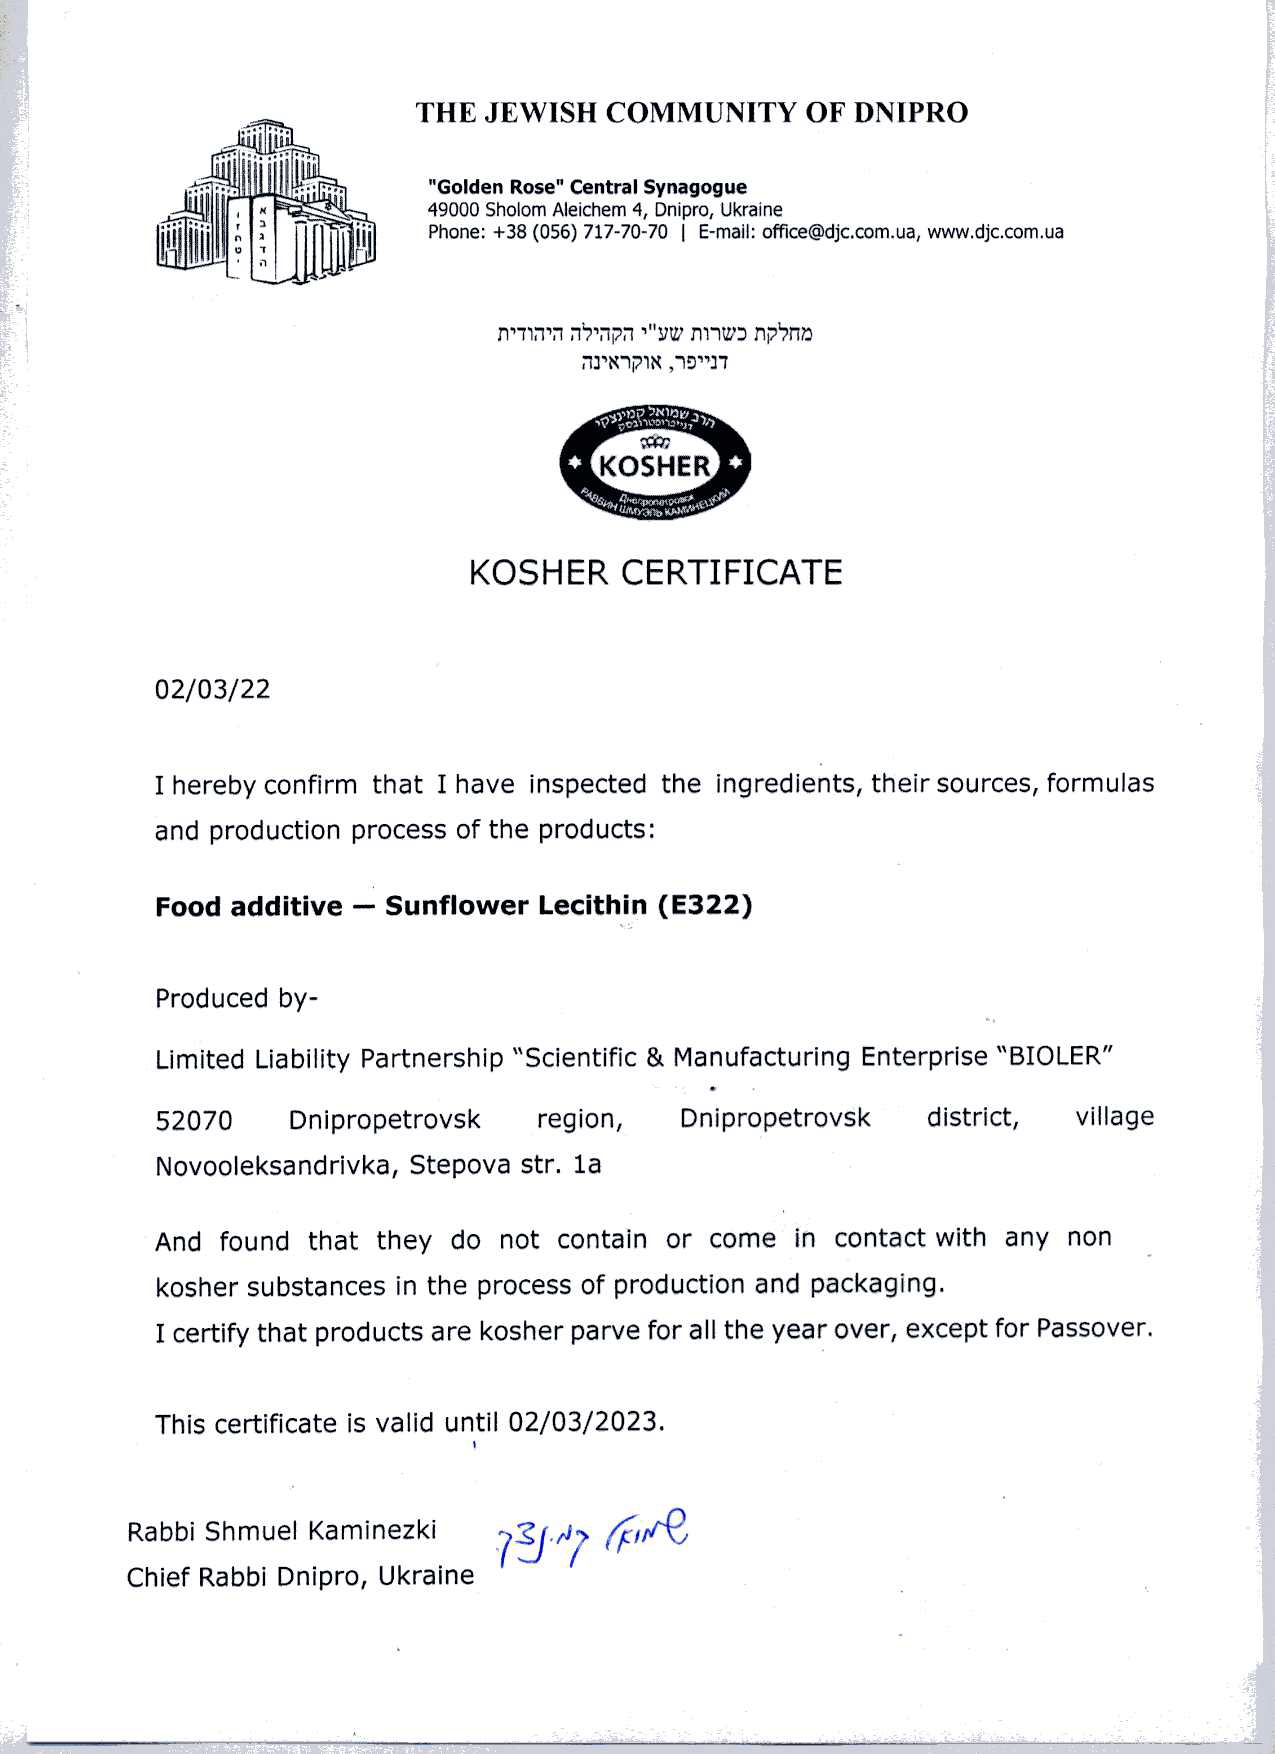 THE JEWISH COMMUNITY OF DNIPRO
"Golden Rose" Central Synagogue
49000 Sholom Aleichem 4, Dnipro, Ukraine
Phone: +38 (056) 717-70-70 | E-mail: office@djc.com.ua, www.djc.com.ua
א
ב
ג
ד
ה
ו
ז
ח
ט
י
מחלקת כשרות שע"י הקהילה היהודית
דנייפר, אוקראינה
הרב שמואל קמינצקי
דנייפרופטרובסק
KOSHER
Днепропетровск
РАВВИН ШМУЭЛЬ КАМИНЕЦКИЙ
KOSHER CERTIFICATE
02/03/22
I hereby confirm that I have inspected the ingredients, their sources, formulas
and production process of the products:
Food additive — Sunflower Lecithin (E322)
Produced by-
Limited Liability Partnership "Scientific & Manufacturing Enterprise "BIOLER"
52070 Dnipropetrovsk region, Dnipropetrovsk district, village
Novooleksandrivka, Stepova str. 1a
And found that they do not contain or come in contact with any non
kosher substances in the process of production and packaging.
I certify that products are kosher parve for all the year over, except for Passover.
This certificate is valid until 02/03/2023.
Rabbi Shmuel Kaminezki
Chief Rabbi Dnipro, Ukraine